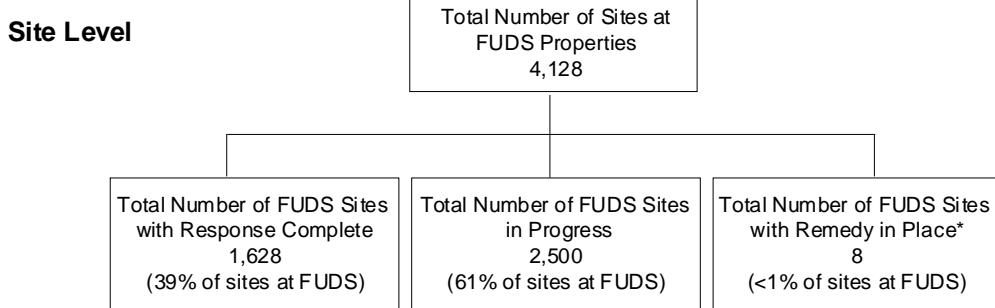 Site Level
Total Number of Sites at
FUDS Properties
4,128
Total Number of FUDS Sites
with Response Complete
1,628
(39% of sites at FUDS)
Total Number of FUDS Sites
in Progress
2,500
(61% of sites at FUDS)
Total Number of FUDS Sites
with Remedy in Place*
8
(<1% of sites at FUDS)